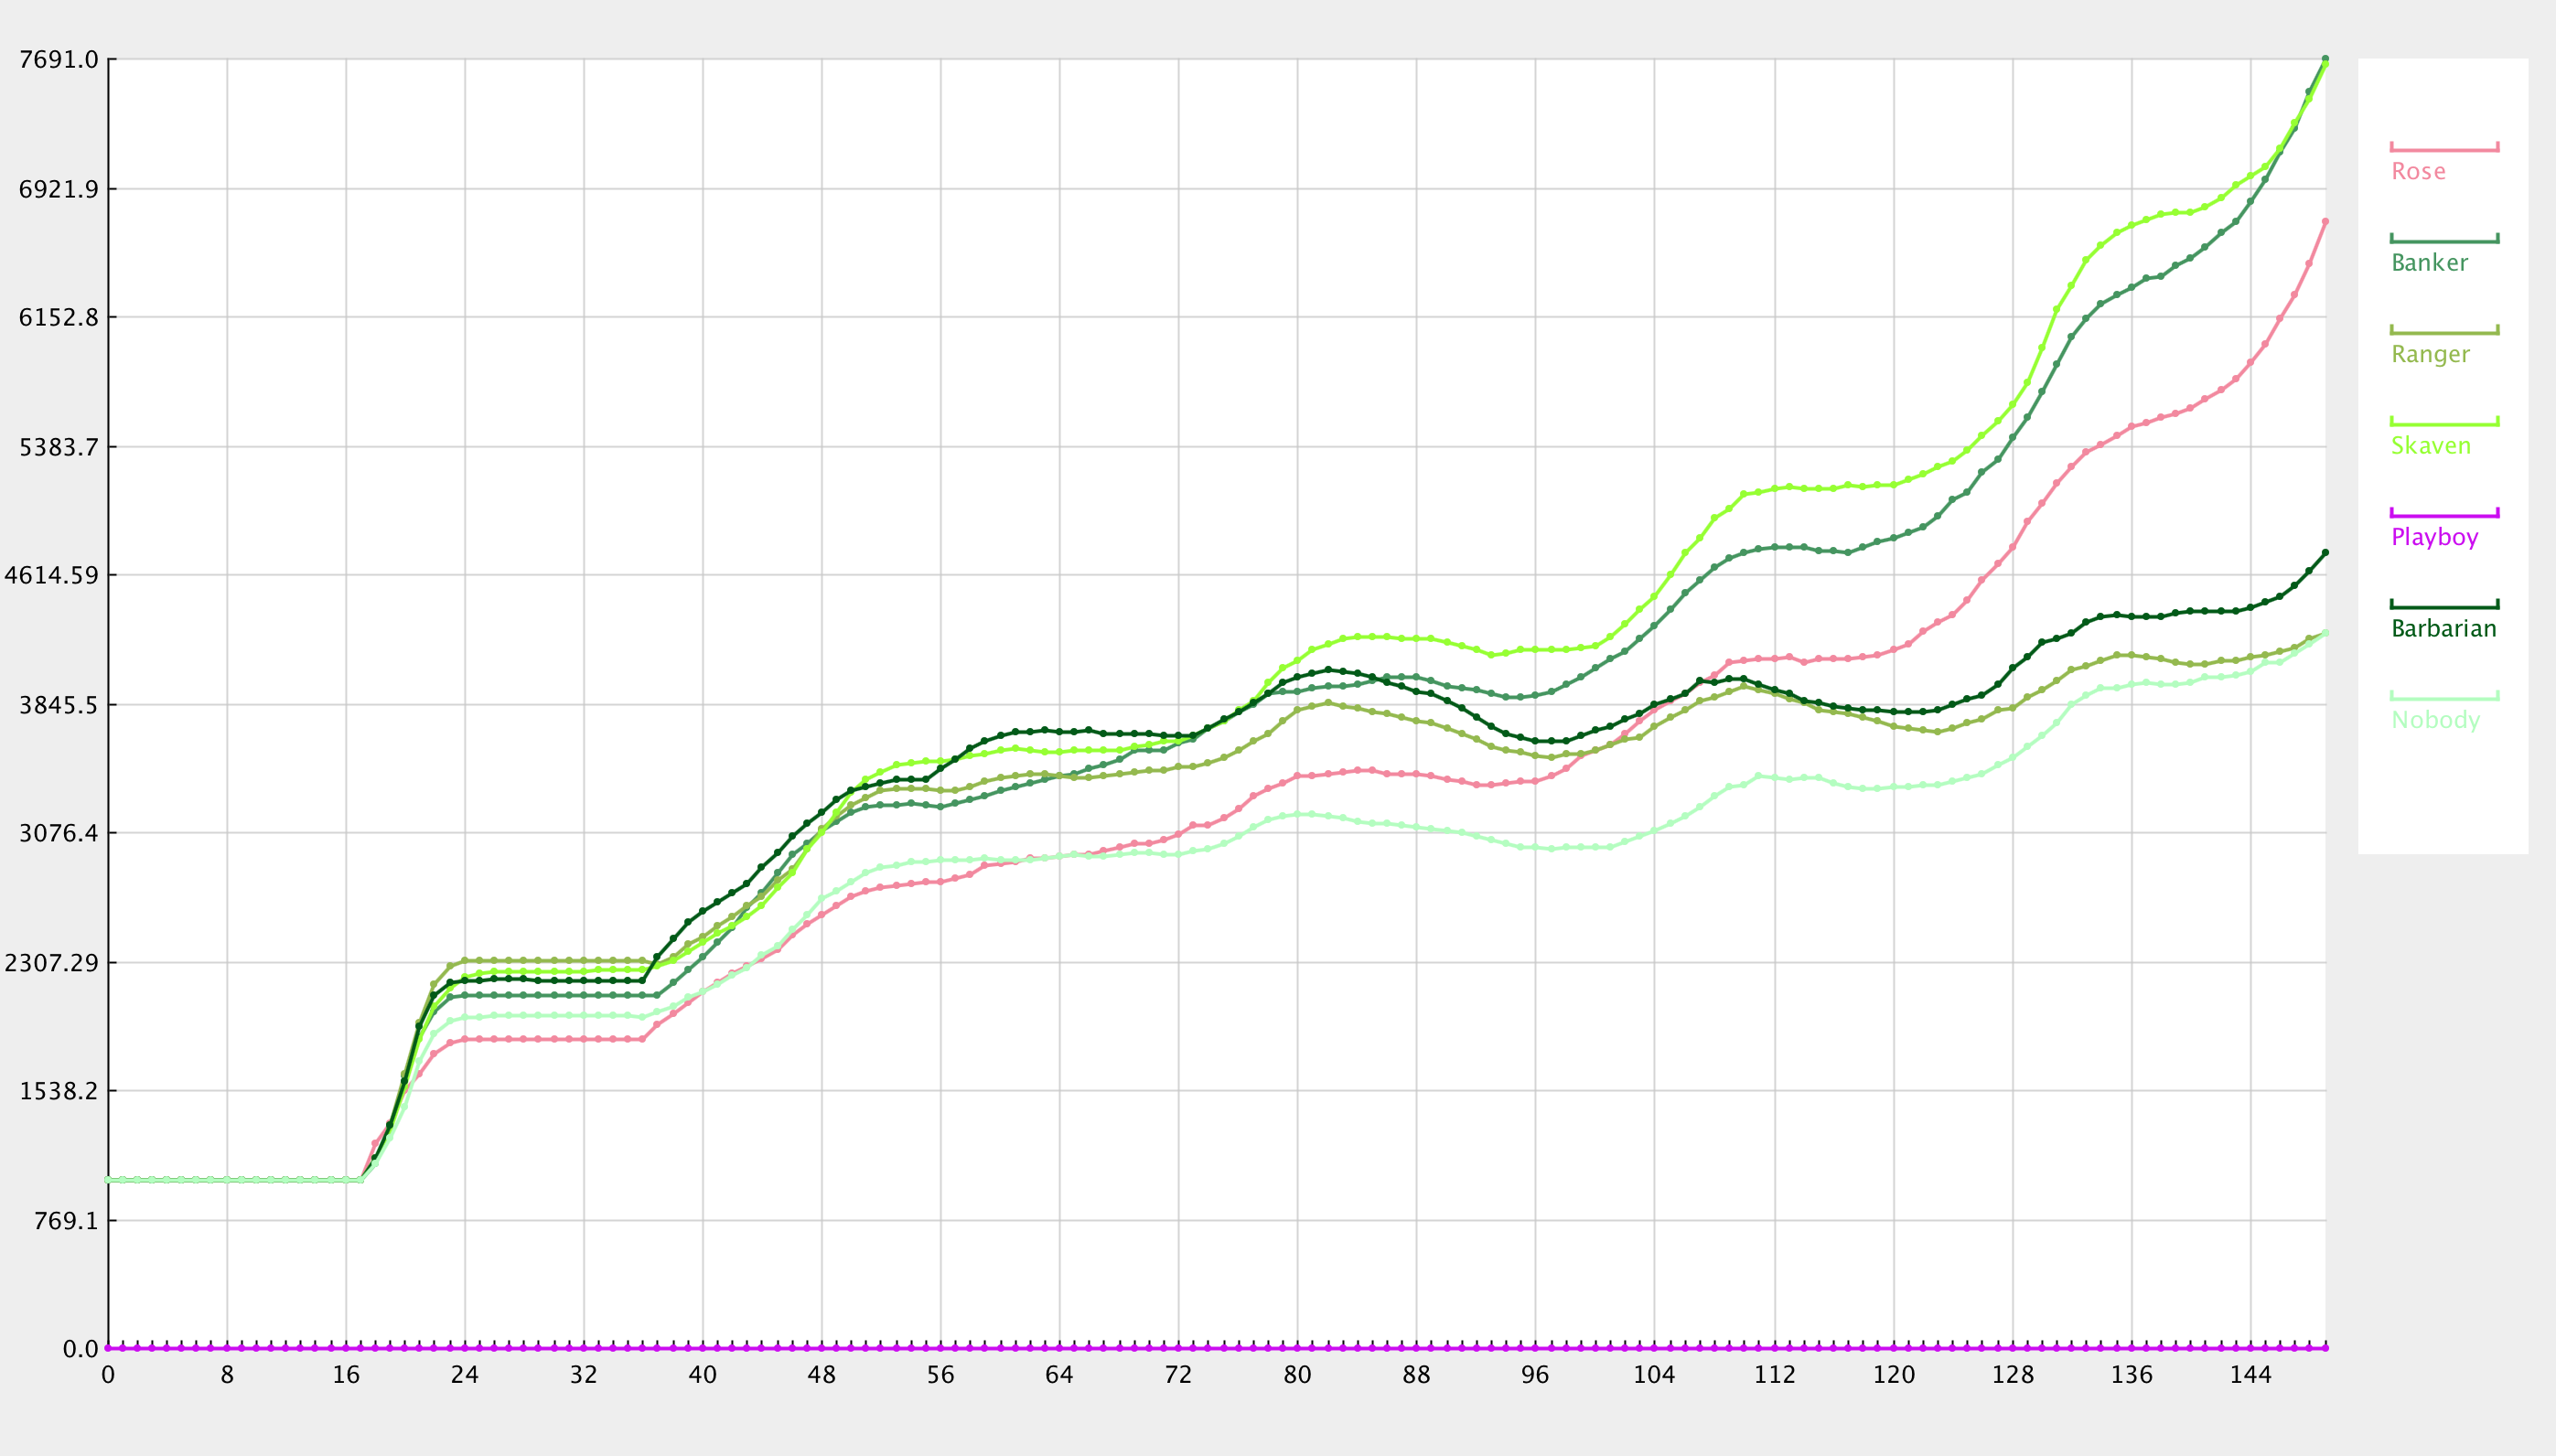 7691.0
6921.9
6152.8
5383.7
4614.59
3845.5
3076.4
2307.29
1538.2
769.1
0.0
0 8 16 24 32 40 48 56 64 72 80 88 96 104 112 120 128 136 144
Rose
Banker
Ranger
Skaven
Playboy
Barbarian
Nobody